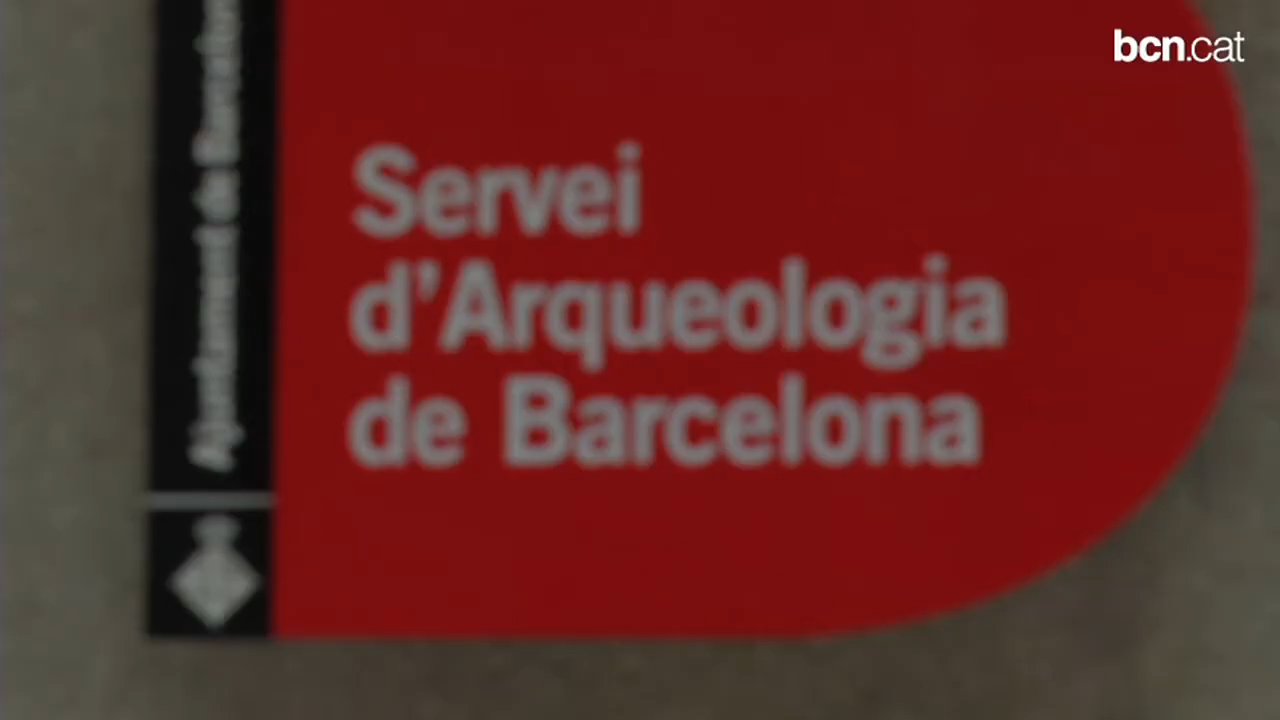 bcn.cat
Ajuntament de Barcelona
Servei
d'Arqueologia
de Barcelona